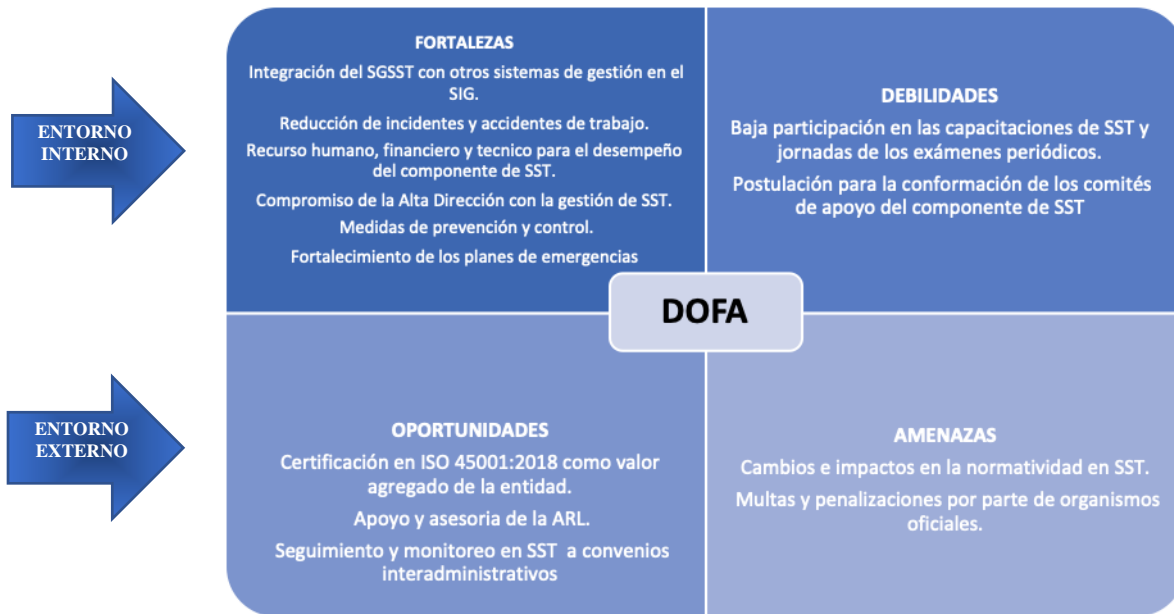 ENTORNO
INTERNO
FORTALEZAS
Integración del SGSST con otros sistemas de gestión en el
SIG.
Reducción de incidentes y accidentes de trabajo.
Recurso humano, financiero y tecnico para el desempeño
del componente de SST.
Compromiso de la Alta Dirección con la gestión de SST.
Medidas de prevención y control.
Fortalecimiento de los planes de emergencias
DEBILIDADES
Baja participación en las capacitaciones de SST y
jornadas de los exámenes periódicos.
Postulación para la conformación de los comités
de apoyo del componente de SST
DOFA
ENTORNO
EXTERNO
OPORTUNIDADES
Certificación en ISO 45001:2018 como valor
agregado de la entidad.
Apoyo y asesoria de la ARL.
Seguimiento y monitoreo en SST a convenios
interadministrativos
AMENAZAS
Cambios e impactos en la normatividad en SST.
Multas y penalizaciones por parte de organismos
oficiales.